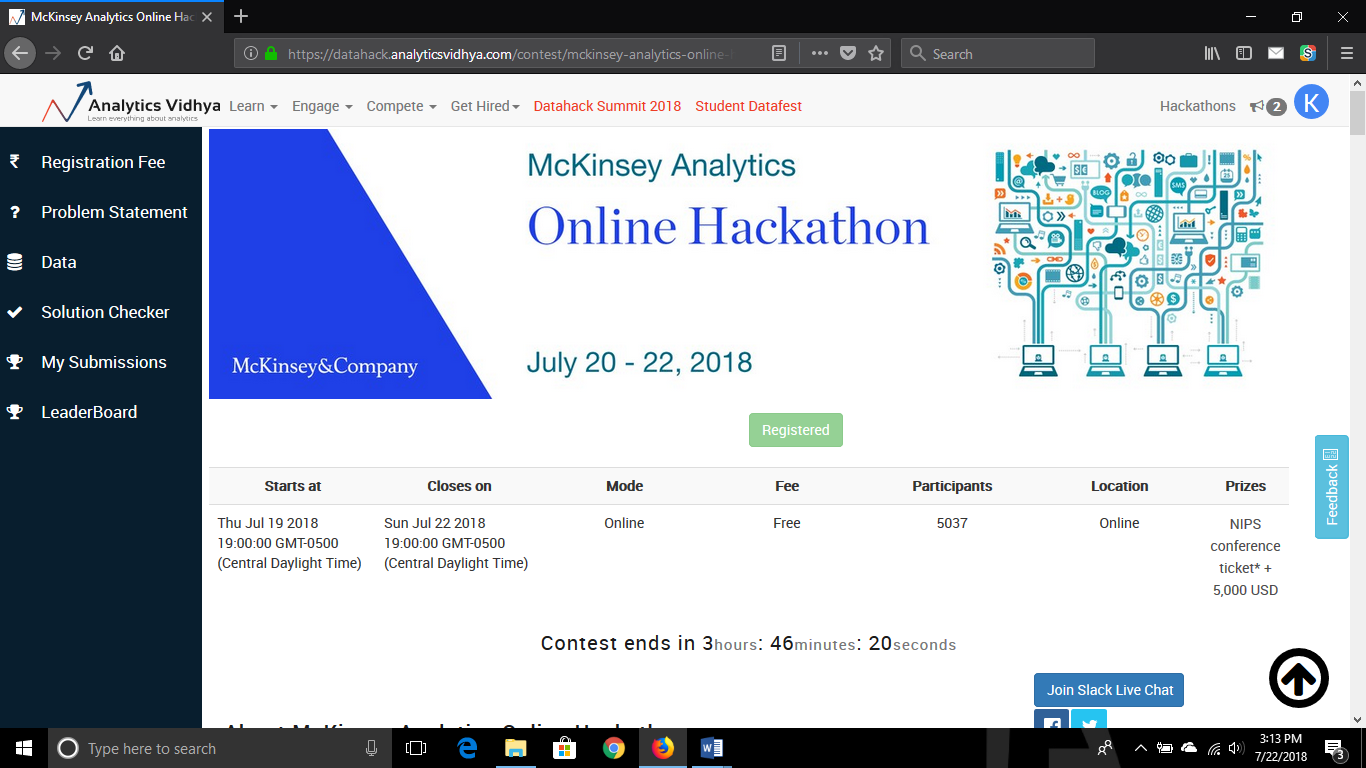 McKinsey Analytics Online Hac
https://datahack.analyticsvidhya.com/contest/mckinsey-analytics-online-
Search
Analytics Vidhya
Learn everything about analytics
Learn
Engage
Compete
Get Hired
Datahack Summit 2018
Student Datafest
Hackathons
2
K
₹ Registration Fee
? Problem Statement
Data
Solution Checker
My Submissions
LeaderBoard
McKinsey Analytics
Online Hackathon
July 20 - 22, 2018
McKinsey&Company
BLOG
SMS
Registered
Feedback
Starts at Closes on Mode Fee Participants Location Prizes
Thu Jul 19 2018
19:00:00 GMT-0500
(Central Daylight Time)
Sun Jul 22 2018
19:00:00 GMT-0500
(Central Daylight Time)
Online
Free
5037
Online
NIPS
conference
ticket* +
5,000 USD
Contest ends in 3hours: 46minutes: 20seconds
Join Slack Live Chat
Type here to search
3:13 PM
7/22/2018
3